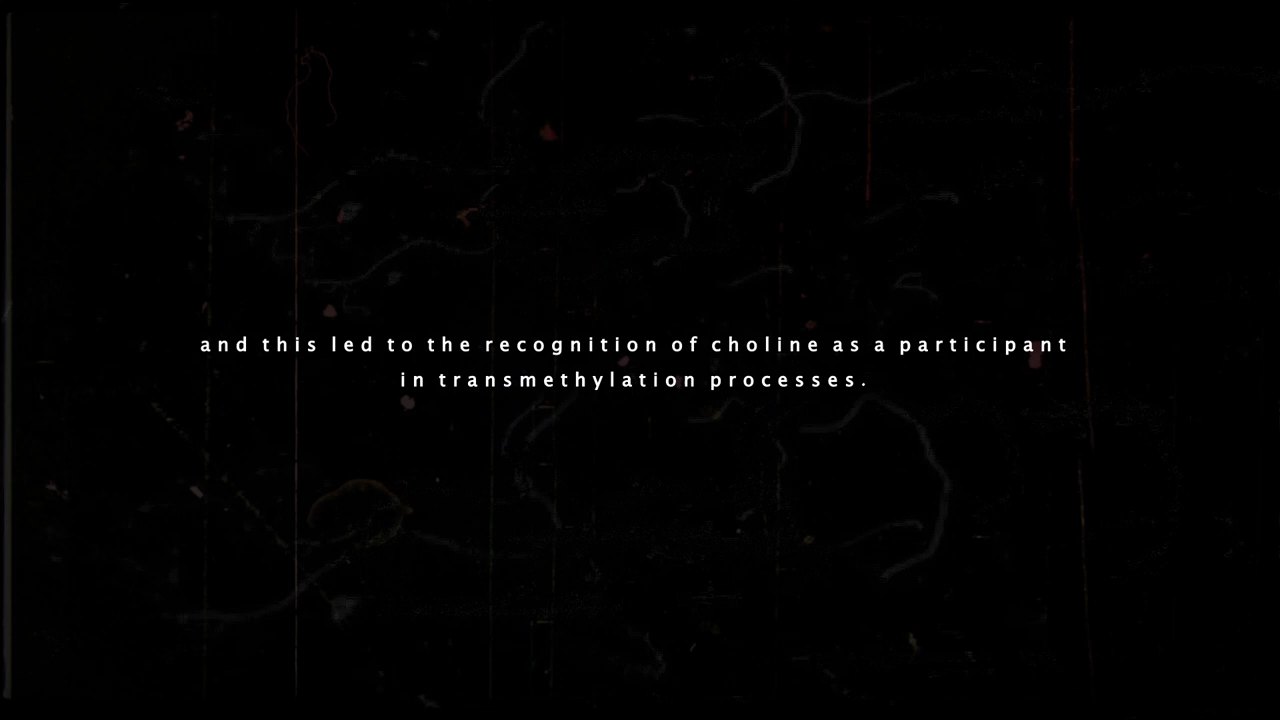 and this led to the recognition of choline as a participant
in transmethylation processes.